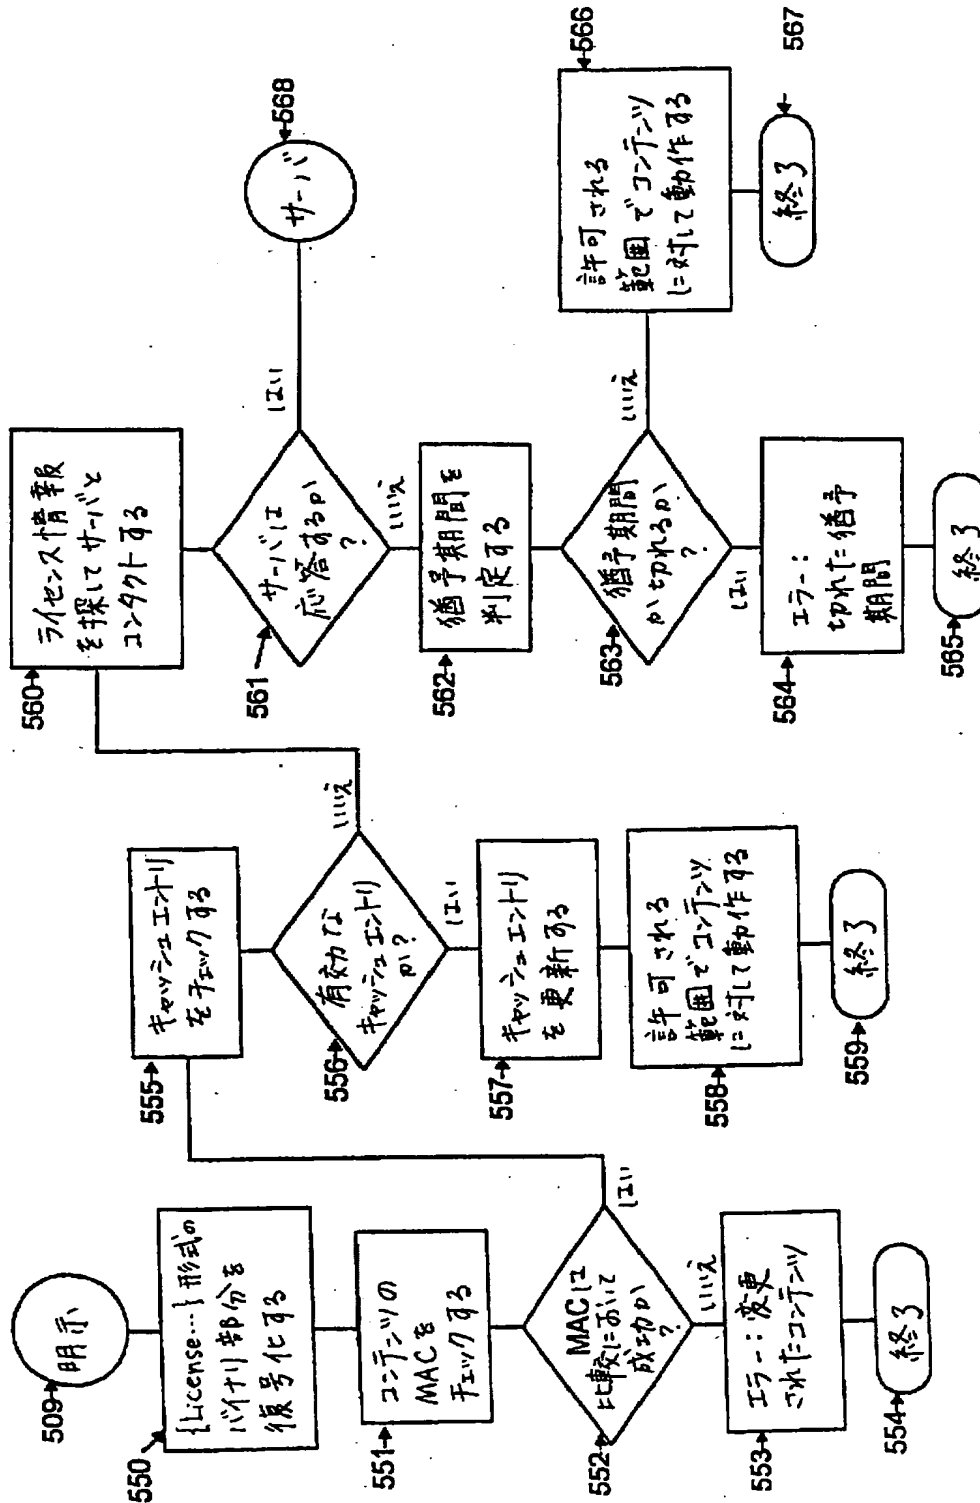 509
明示
550
{License…}形式の
バイナリ部分を
復号化する
551
コンテンツの
MACを
チェックする
552
MACは
比較において
成功か
?
はい
いいえ
553
エラー:変更
されたコンテンツ
554
終了
555
キャッシュエントリ
をチェックする
556
有効な
キャッシュエントリ
か?
いいえ
はい
557
キャッシュエントリ
を更新する
558
許可される
範囲でコンテンツ
に対して動作する
559
終了
560
ライセンス情報
を探してサーバと
コンタクトする
561
サーバは
応答するか
?
はい
568
サーバ
いいえ
562
猶予期間を
判定する
563
猶予期間
が切れるか
?
いいえ
566
許可される
範囲でコンテンツ
に対して動作する
567
終了
はい
564
エラー:
切れた猶予
期間
565
終了